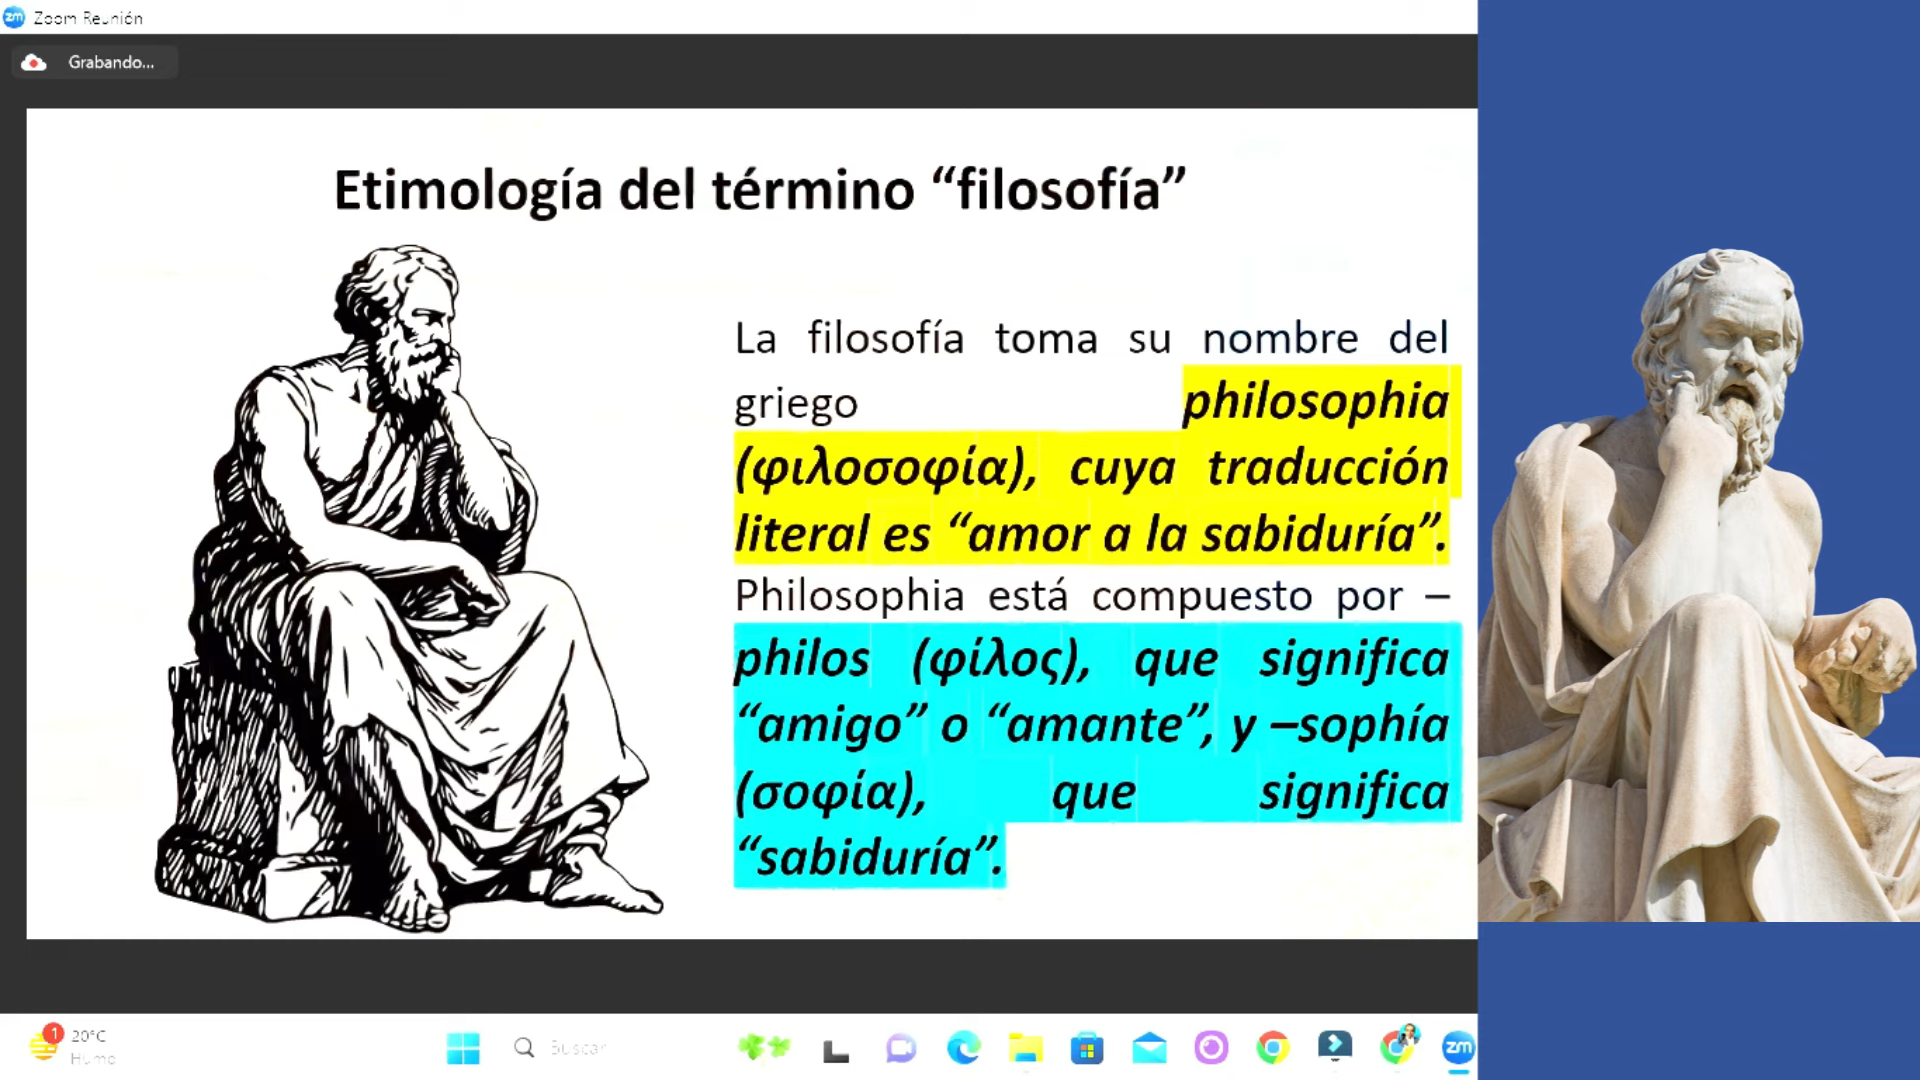 Zoom Reunión
Grabando...
Etimología del término “filosofía”
La filosofía toma su nombre del
griego philosophia
(φιλοσοφία), cuya traducción
literal es “amor a la sabiduría”.
Philosophia está compuesto por –
philos (φίλος), que significa
“amigo” o “amante”, y –sophía
(σοφία), que significa
“sabiduría”.
1
20°C
Humo
Buscar
zm